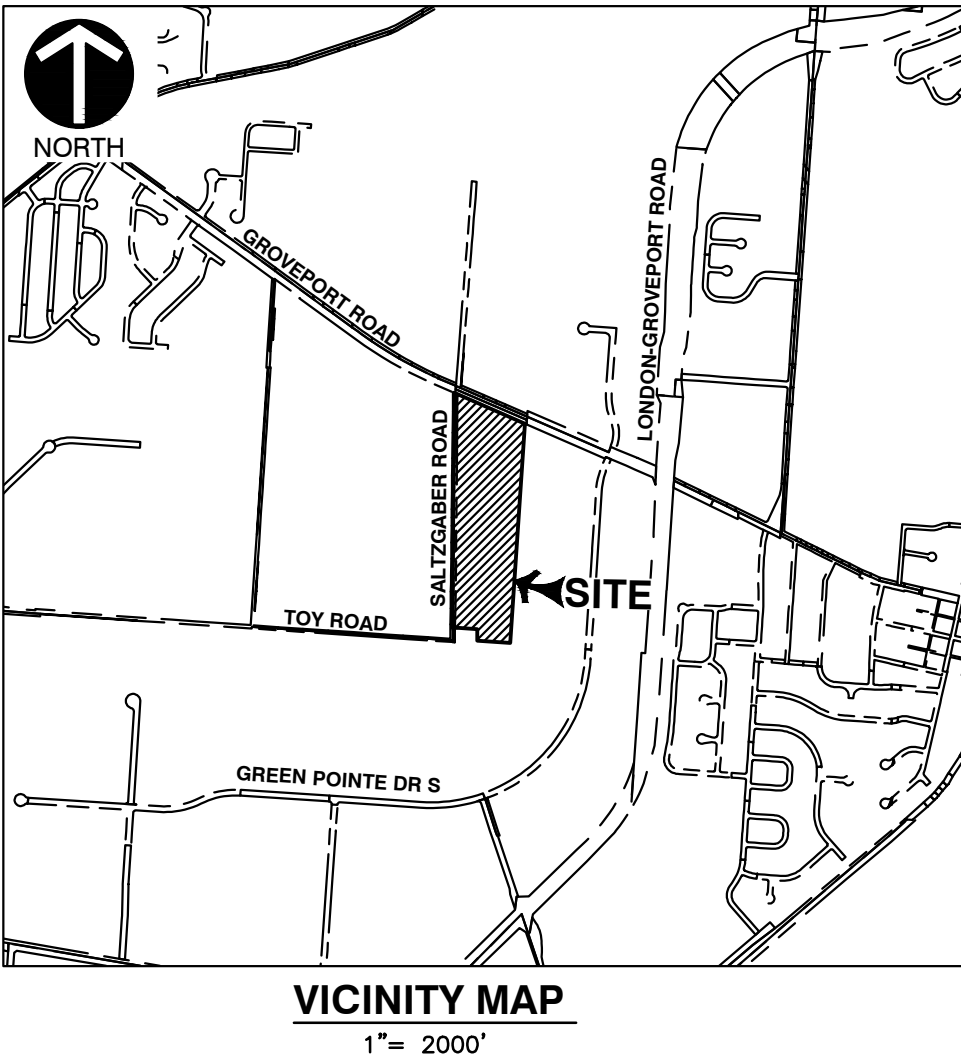 NORTH
GROVEPORT ROAD
LONDON-GROVEPORT ROAD
SALTZGABER ROAD
SITE
TOY ROAD
GREEN POINTE DR S
VICINITY MAP
1"= 2000'